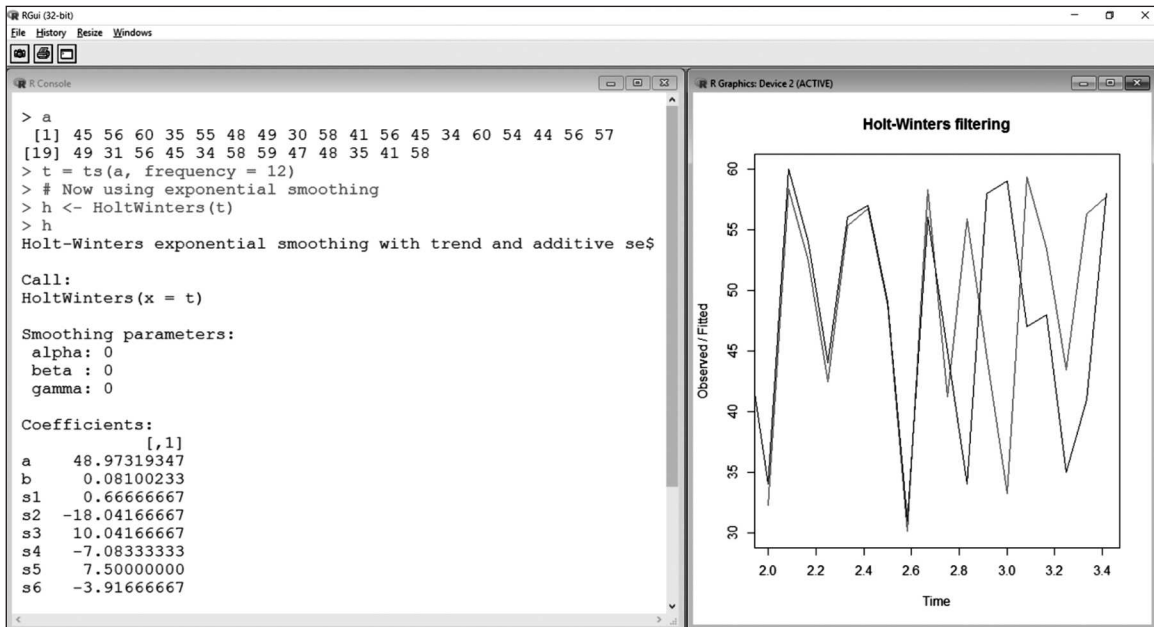 RGui (32-bit)
File History Resize Windows
R Console
> a
[1] 45 56 60 35 55 48 49 30 58 41 56 45 34 60 54 44 56 57
[19] 49 31 56 45 34 58 59 47 48 35 41 58
> t = ts(a, frequency = 12)
> # Now using exponential smoothing
> h <- HoltWinters(t)
> h
Holt-Winters exponential smoothing with trend and additive se$
Call:
HoltWinters(x = t)
Smoothing parameters:
alpha: 0
beta : 0
gamma: 0
Coefficients:
[,1]
a 48.97319347
b 0.08100233
s1 0.66666667
s2 -18.04166667
s3 10.04166667
s4 -7.08333333
s5 7.50000000
s6 -3.91666667
R Graphics: Device 2 (ACTIVE)
Holt-Winters filtering
Observed / Fitted
60
55
50
45
40
35
30
2.0 2.2 2.4 2.6 2.8 3.0 3.2 3.4
Time